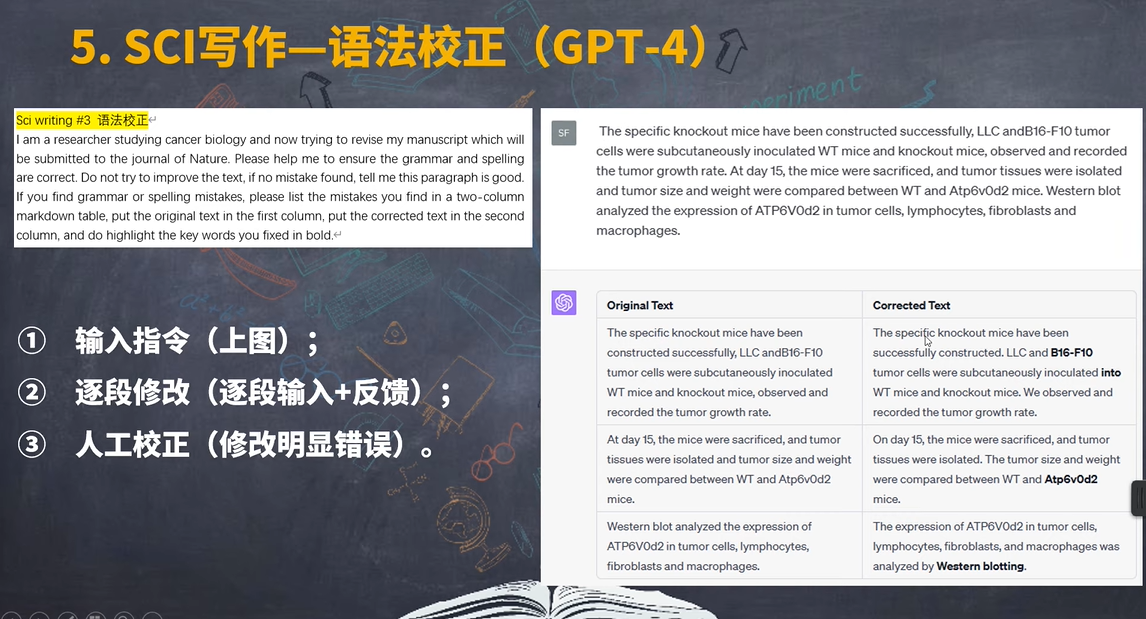 5. SCI写作—语法校正（GPT-4）
Sci writing #3 语法校正
I am a researcher studying cancer biology and now trying to revise my manuscript which will
be submitted to the journal of Nature. Please help me to ensure the grammar and spelling
are correct. Do not try to improve the text, if no mistake found, tell me this paragraph is good.
If you find grammar or spelling mistakes, please list the mistakes you find in a two-column
markdown table, put the original text in the first column, put the corrected text in the second
column, and do highlight the key words you fixed in bold.
① 输入指令（上图）；
② 逐段修改（逐段输入+反馈）；
③ 人工校正（修改明显错误）。
SF
The specific knockout mice have been constructed successfully, LLC andB16-F10 tumor
cells were subcutaneously inoculated WT mice and knockout mice, observed and recorded
the tumor growth rate. At day 15, the mice were sacrificed, and tumor tissues were isolated
and tumor size and weight were compared between WT and Atp6v0d2 mice. Western blot
analyzed the expression of ATP6V0D2 in tumor cells, lymphocytes, fibroblasts and
macrophages.
Original Text
Corrected Text
The specific knockout mice have been
constructed successfully, LLC andB16-F10
tumor cells were subcutaneously inoculated
WT mice and knockout mice, observed and
recorded the tumor growth rate.
The specific knockout mice have been
successfully constructed. LLC and B16-F10
tumor cells were subcutaneously inoculated into
WT mice and knockout mice. We observed and
recorded the tumor growth rate.
At day 15, the mice were sacrificed, and tumor
tissues were isolated and tumor size and weight
were compared between WT and Atp6v0d2
mice.
On day 15, the mice were sacrificed, and tumor
tissues were isolated. The tumor size and weight
were compared between WT and Atp6v0d2
mice.
Western blot analyzed the expression of
ATP6V0D2 in tumor cells, lymphocytes,
fibroblasts and macrophages.
The expression of ATP6V0D2 in tumor cells,
lymphocytes, fibroblasts, and macrophages was
analyzed by Western blotting.